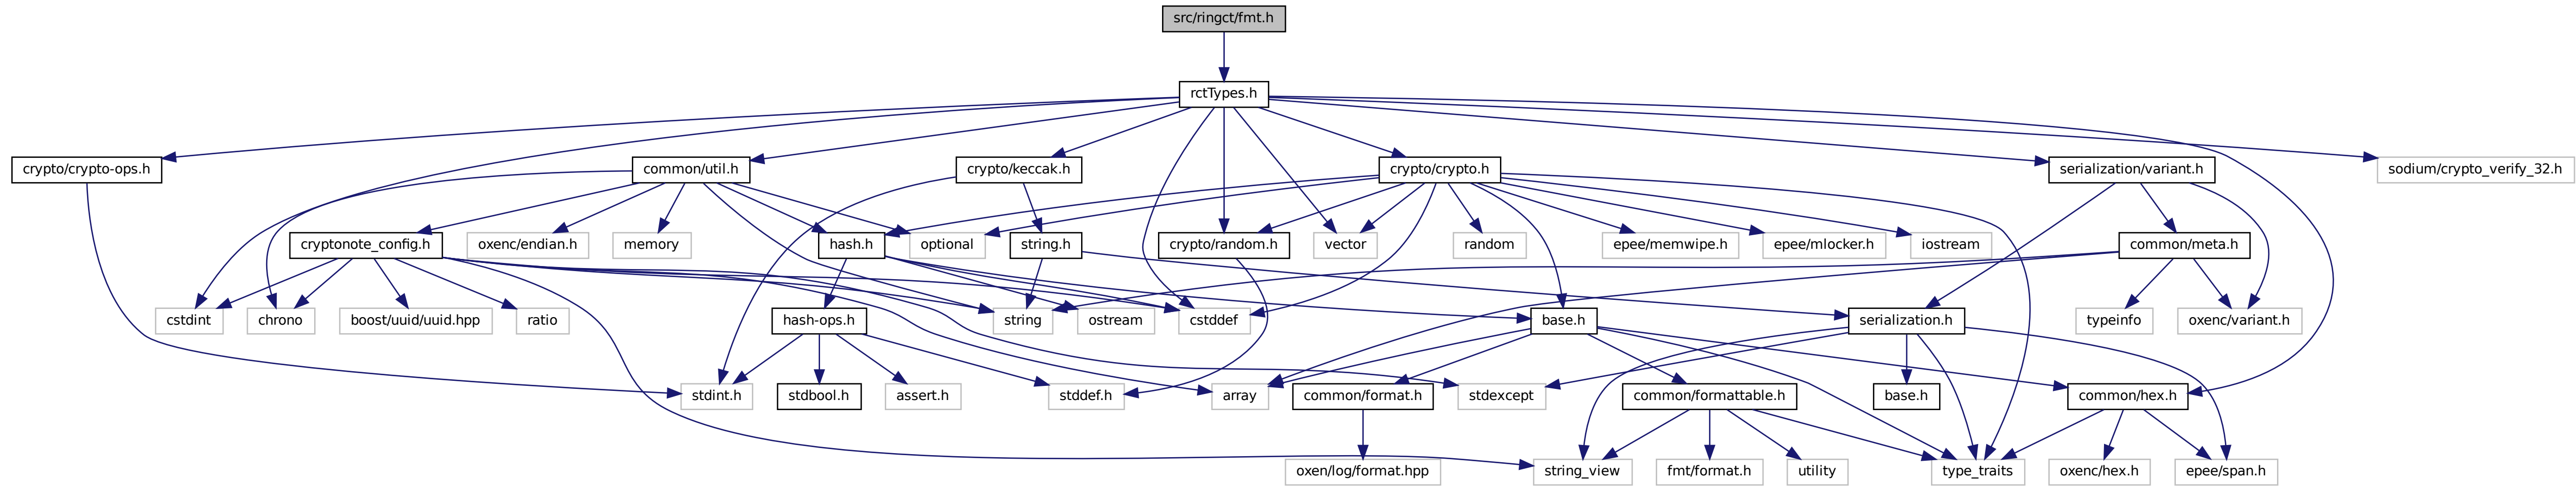 src/ringct/fmt.h
rctTypes.h
crypto/crypto-ops.h
common/util.h
crypto/keccak.h
crypto/crypto.h
serialization/variant.h
sodium/crypto_verify_32.h
cryptonote_config.h
oxenc/endian.h
memory
hash.h
optional
string.h
crypto/random.h
vector
random
epee/memwipe.h
epee/mlocker.h
iostream
common/meta.h
cstdint
chrono
boost/uuid/uuid.hpp
ratio
hash-ops.h
string
ostream
cstddef
base.h
serialization.h
typeinfo
oxenc/variant.h
stdint.h
stdbool.h
assert.h
stddef.h
array
common/format.h
stdexcept
common/formattable.h
base.h
common/hex.h
oxen/log/format.hpp
string_view
fmt/format.h
utility
type_traits
oxenc/hex.h
epee/span.h